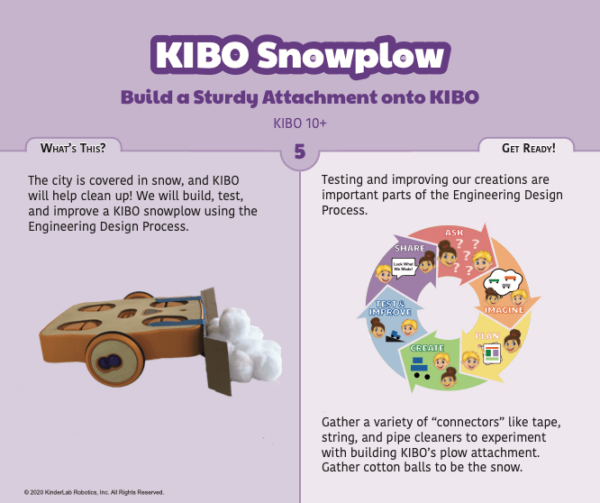 KIBO Snowplow
Build a Sturdy Attachment onto KIBO
KIBO 10+
5
What's This?
The city is covered in snow, and KIBO
will help clean up! We will build, test,
and improve a KIBO snowplow using the
Engineering Design Process.
© 2020 KinderLab Robotics, Inc. All Rights Reserved.
Get Ready!
Testing and improving our creations are
important parts of the Engineering Design
Process.
ASK
? ? ? ? ? ?
IMAGINE
PLAN
CREATE
TEST &
IMPROVE
SHARE
Look What
We Made!
Gather a variety of “connectors” like tape,
string, and pipe cleaners to experiment
with building KIBO’s plow attachment.
Gather cotton balls to be the snow.